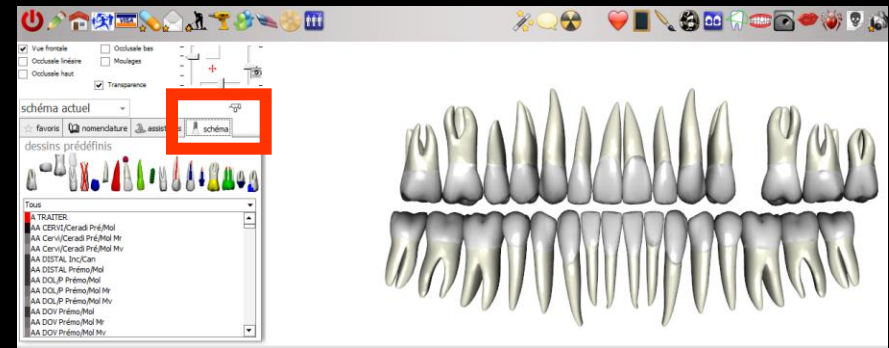 VISA
Vue frontale
Occlusale bas
Occlusale linéaire
Moulages
Occlusale haut
Transparence
schéma actuel
favoris nomenclature schéma
dessins prédéfinis
Tous
A TRAITER
AA CERVI/Ceradi Pré/Mol
AA Cervi/Ceradi Pré/Mol Mr
AA Cervi/Ceradi Pré/Mol Mv
AA DISTAL Inc/Can
AA DISTAL Prémo/Mol
AA DOL/P Prémo/Mol
AA DOL/P Prémo/Mol Mr
AA DOL/P Prémo/Mol Mv
AA DOV Prémo/Mol
AA DOV Prémo/Mol Mr
AA DOV Prémo/Mol Mv